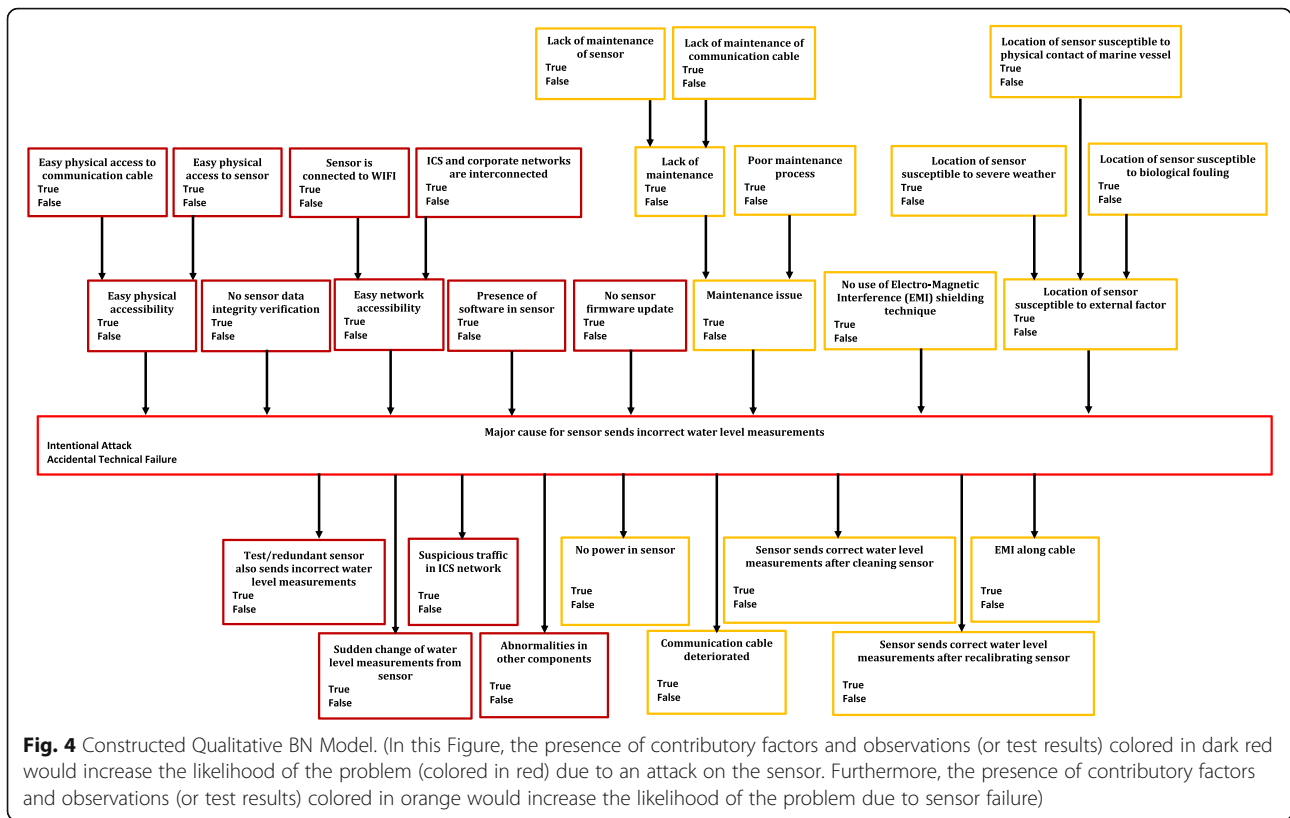 Lack of maintenance
of sensor
True
False
Lack of maintenance of
communication cable
True
False
Location of sensor susceptible to
physical contact of marine vessel
True
False
Easy physical access to
communication cable
True
False
Easy physical
access to sensor
True
False
Sensor is
connected to WIFI
True
False
ICS and corporate networks
are interconnected
True
False
Lack of
maintenance
True
False
Poor maintenance
process
True
False
Location of sensor
susceptible to severe weather
True
False
Location of sensor susceptible
to biological fouling
True
False
Easy physical
accessibility
True
False
No sensor data
integrity verification
True
False
Easy network
accessibility
True
False
Presence of
software in sensor
True
False
No sensor
firmware update
True
False
Maintenance issue
True
False
No use of Electro-Magnetic
Interference (EMI) shielding
technique
True
False
Location of sensor
susceptible to external factor
True
False
Major cause for sensor sends incorrect water level measurements
Intentional Attack
Accidental Technical Failure
Test/redundant sensor
also sends incorrect water
level measurements
True
False
Suspicious traffic
in ICS network
True
False
No power in sensor
True
False
Sensor sends correct water level
measurements after cleaning sensor
True
False
EMI along cable
True
False
Sudden change of water
level measurements from
sensor
True
False
Abnormalities in
other components
True
False
Communication cable
deteriorated
True
False
Sensor sends correct water level
measurements after recalibrating sensor
True
False
Fig. 4 Constructed Qualitative BN Model. (In this Figure, the presence of contributory factors and observations (or test results) colored in dark red
would increase the likelihood of the problem (colored in red) due to an attack on the sensor. Furthermore, the presence of contributory factors
and observations (or test results) colored in orange would increase the likelihood of the problem due to sensor failure)